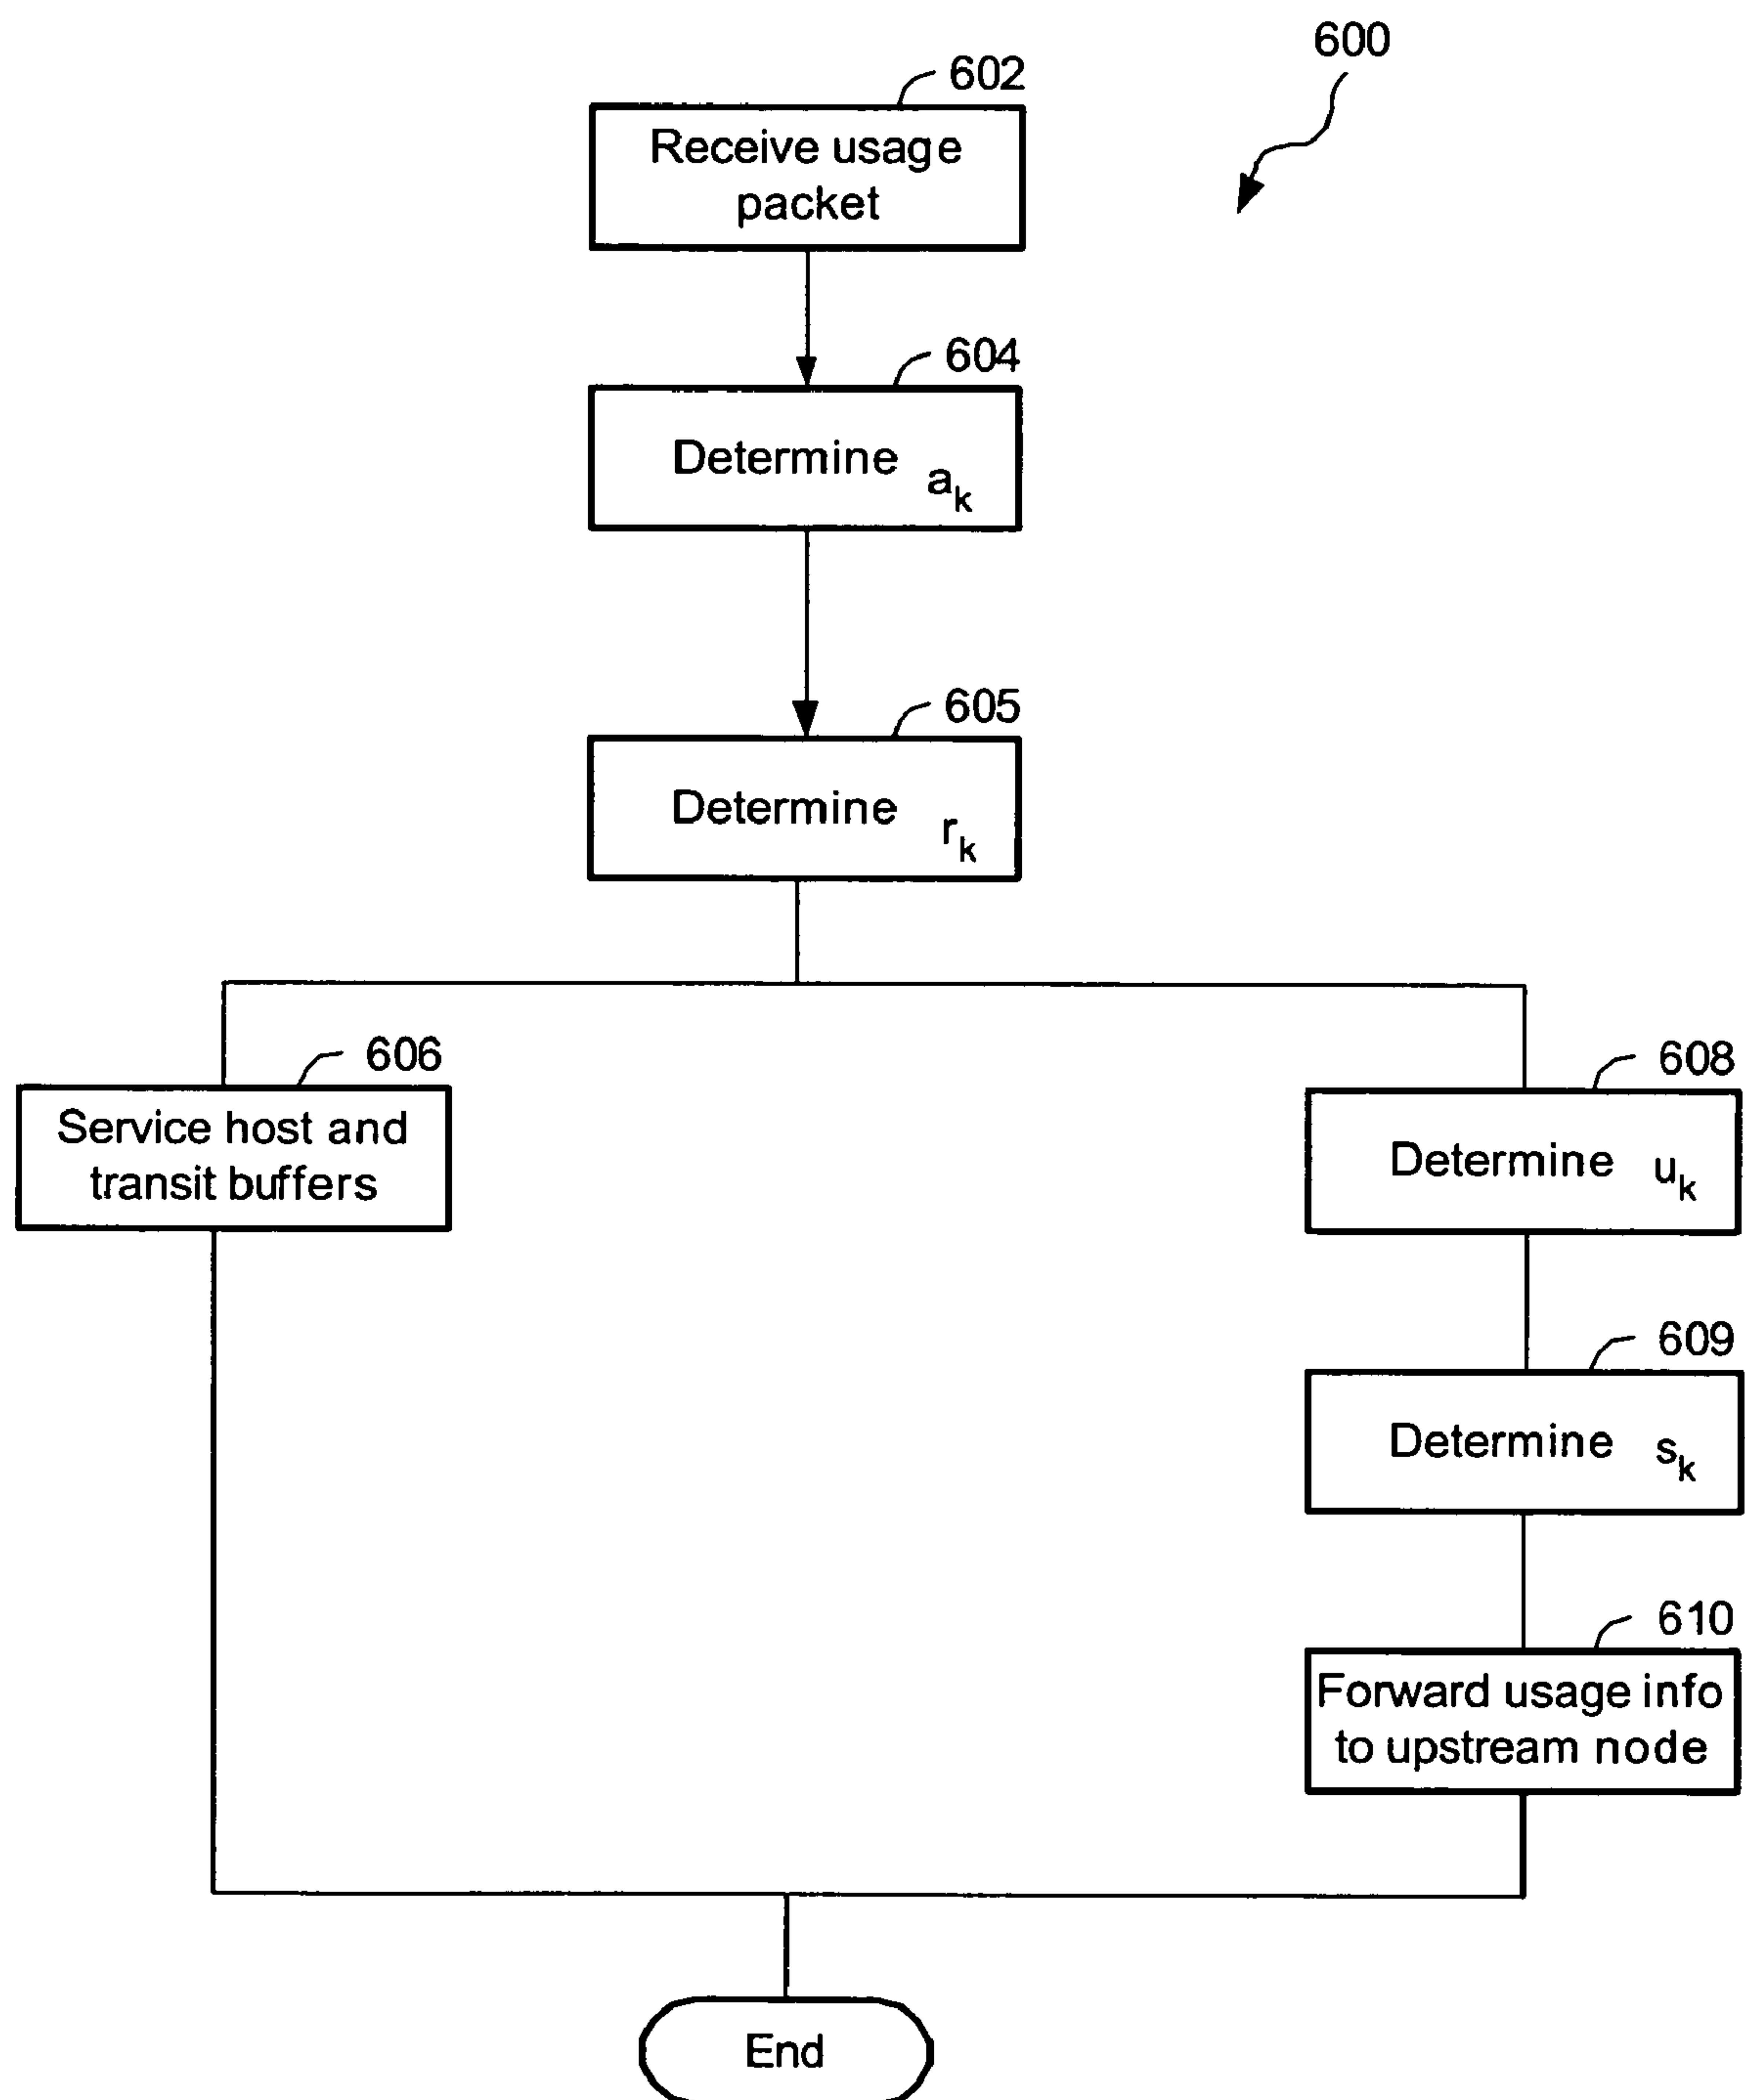 600
602
Receive usage
packet
604
Determine a_k
605
Determine r_k
606
Service host and
transit buffers
608
Determine u_k
609
Determine s_k
610
Forward usage info
to upstream node
End